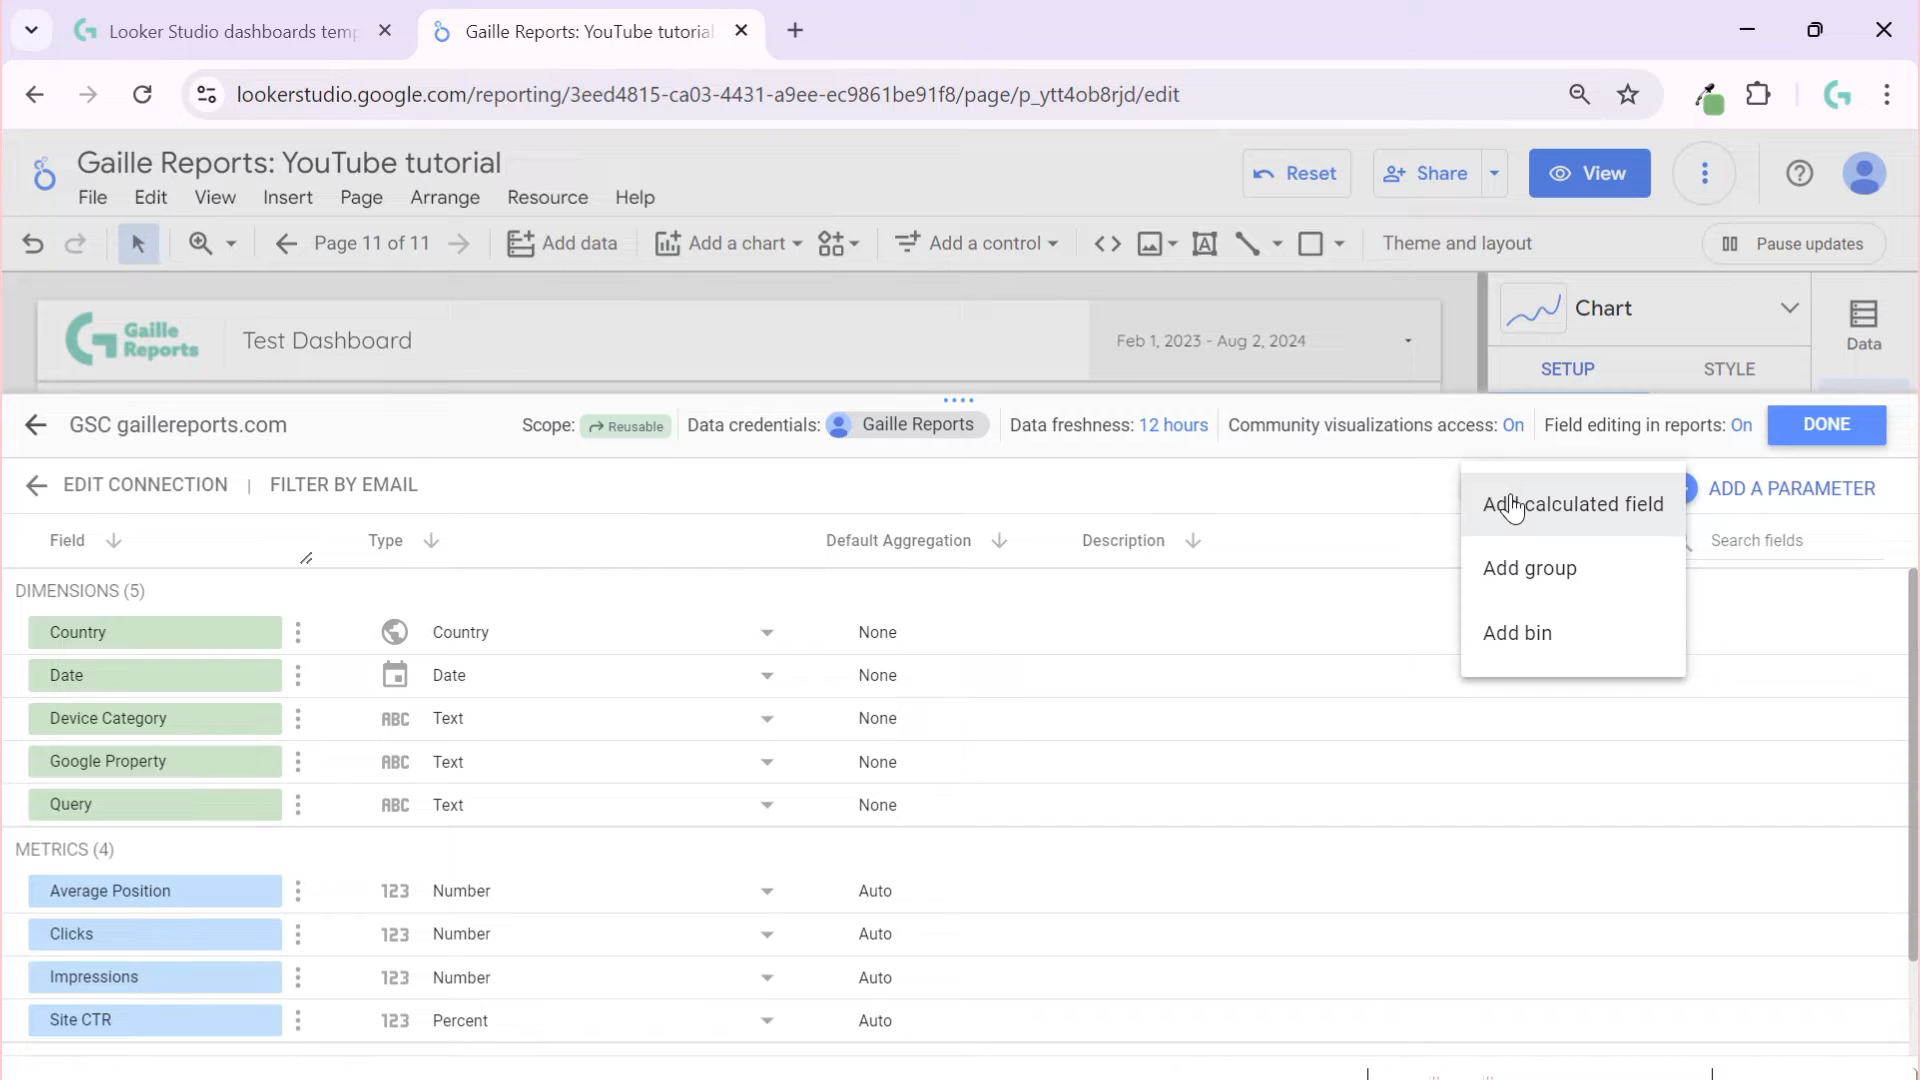 Looker Studio dashboards temp
Gaille Reports: YouTube tutorial
lookerstudio.google.com/reporting/3eed4815-ca03-4431-a9ee-ec9861be91f8/page/p_ytt4ob8rjd/edit
Gaille Reports: YouTube tutorial
Reset
Share
View
File Edit View Insert Page Arrange Resource Help
Page 11 of 11
Add data
Add a chart
Add a control
Theme and layout
Pause updates
Gaille Reports
Test Dashboard
Feb 1, 2023 - Aug 2, 2024
Chart
Data
SETUP
STYLE
GSC gaillereports.com
Scope: Reusable
Data credentials: Gaille Reports
Data freshness: 12 hours
Community visualizations access: On
Field editing in reports: On
DONE
EDIT CONNECTION | FILTER BY EMAIL
Add calculated field
Add group
Add bin
ADD A PARAMETER
Field
Type
Default Aggregation
Description
Search fields
DIMENSIONS (5)
Country Country None
Date Date None
Device Category ABC Text None
Google Property ABC Text None
Query ABC Text None
METRICS (4)
Average Position 123 Number Auto
Clicks 123 Number Auto
Impressions 123 Number Auto
Site CTR 123 Percent Auto